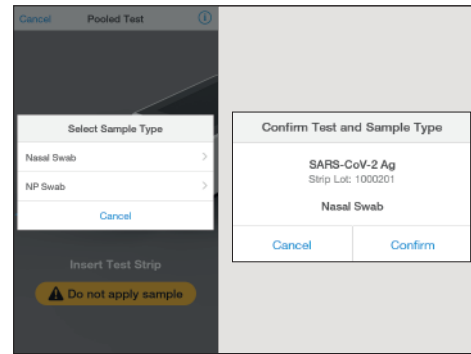 Cancel Pooled Test
Select Sample Type
Nasal Swab
NP Swab
Cancel
Insert Test Strip
Do not apply sample
Confirm Test and Sample Type
SARS-CoV-2 Ag
Strip Lot: 1000201
Nasal Swab
Cancel Confirm